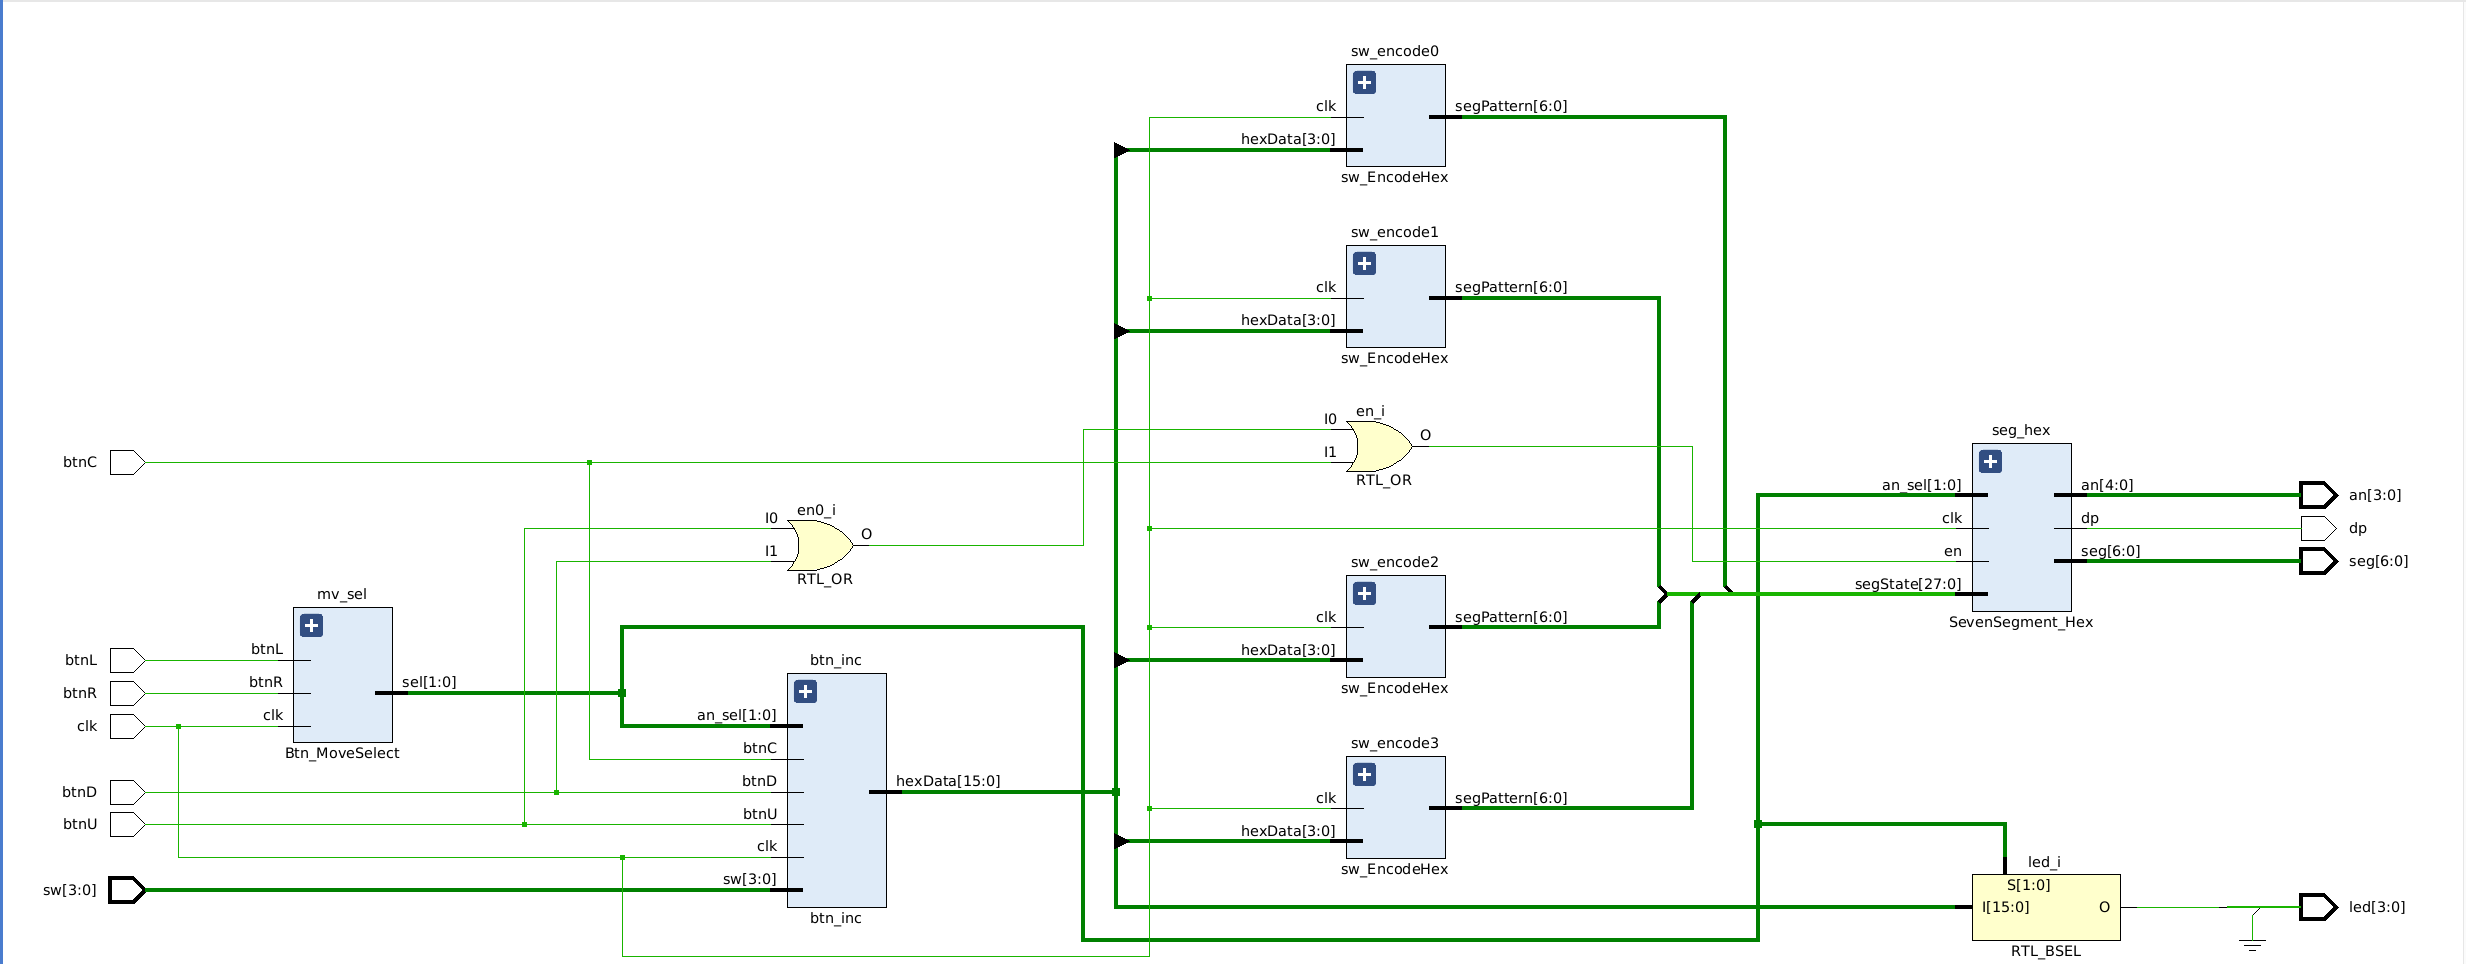 sw_encode0
clk
segPattern[6:0]
hexData[3:0]
sw_EncodeHex
sw_encode1
clk
segPattern[6:0]
hexData[3:0]
sw_EncodeHex
en_i
I0
O
I1
RTL_OR
btnC
en0_i
I0
O
I1
RTL_OR
seg_hex
an_sel[1:0]
an[4:0]
an[3:0]
clk
dp
dp
en
seg[6:0]
seg[6:0]
segState[27:0]
SevenSegment_Hex
sw_encode2
clk
segPattern[6:0]
hexData[3:0]
sw_EncodeHex
mv_sel
btnL
btnL
btnR
btnR
sel[1:0]
clk
clk
Btn_MoveSelect
btn_inc
an_sel[1:0]
btnC
btnD
btnD
hexData[15:0]
btnU
btnU
clk
sw[3:0]
sw[3:0]
btn_inc
sw_encode3
clk
segPattern[6:0]
hexData[3:0]
sw_EncodeHex
led_i
S[1:0]
I[15:0]
O
led[3:0]
RTL_BSEL